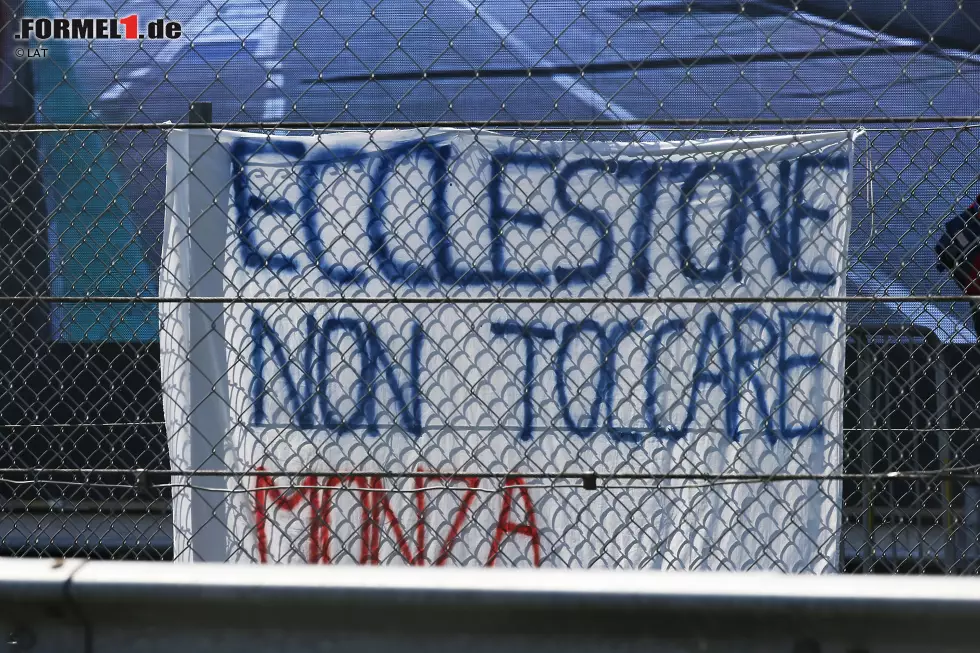 .FORMEL1.de
© LAT
ECCLESTONE
NON TOCCARE
MONZA